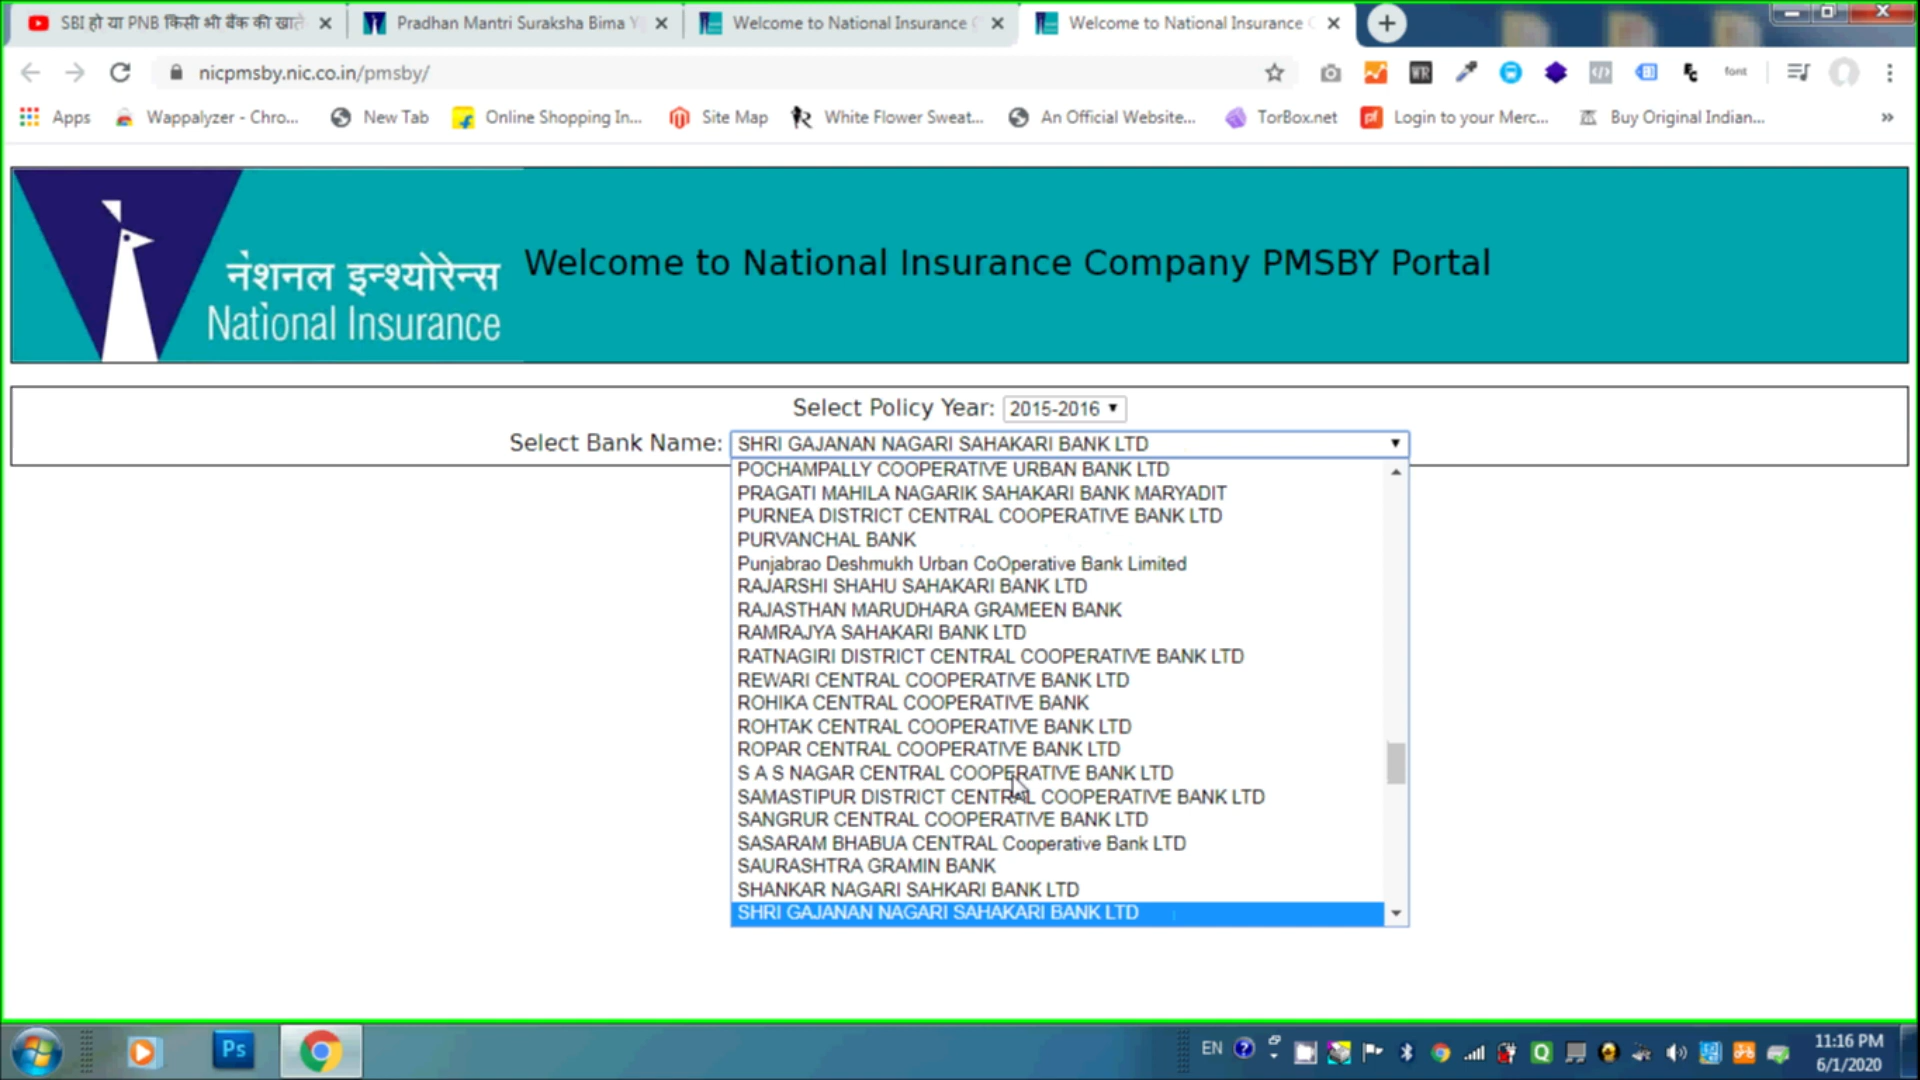 SBI हो या PNB किसी भी बैंक की खाते
Pradhan Mantri Suraksha Bima Y
Welcome to National Insurance
Welcome to National Insurance
nicpmsby.nic.co.in/pmsby/
font
Apps
Wappalyzer - Chro...
New Tab
Online Shopping In...
Site Map
White Flower Sweat...
An Official Website...
TorBox.net
Login to your Merc...
Buy Original Indian...
नेशनल इन्श्योरेन्स
National Insurance
Welcome to National Insurance Company PMSBY Portal
Select Policy Year: 2015-2016
Select Bank Name: SHRI GAJANAN NAGARI SAHAKARI BANK LTD
POCHAMPALLY COOPERATIVE URBAN BANK LTD
PRAGATI MAHILA NAGARIK SAHAKARI BANK MARYADIT
PURNEA DISTRICT CENTRAL COOPERATIVE BANK LTD
PURVANCHAL BANK
Punjabrao Deshmukh Urban CoOperative Bank Limited
RAJARSHI SHAHU SAHAKARI BANK LTD
RAJASTHAN MARUDHARA GRAMEEN BANK
RAMRAJYA SAHAKARI BANK LTD
RATNAGIRI DISTRICT CENTRAL COOPERATIVE BANK LTD
REWARI CENTRAL COOPERATIVE BANK LTD
ROHIKA CENTRAL COOPERATIVE BANK
ROHTAK CENTRAL COOPERATIVE BANK LTD
ROPAR CENTRAL COOPERATIVE BANK LTD
S A S NAGAR CENTRAL COOPERATIVE BANK LTD
SAMASTIPUR DISTRICT CENTRAL COOPERATIVE BANK LTD
SANGRUR CENTRAL COOPERATIVE BANK LTD
SASARAM BHABUA CENTRAL Cooperative Bank LTD
SAURASHTRA GRAMIN BANK
SHANKAR NAGARI SAHKARI BANK LTD
SHRI GAJANAN NAGARI SAHAKARI BANK LTD
Ps
EN
11:16 PM
6/1/2020